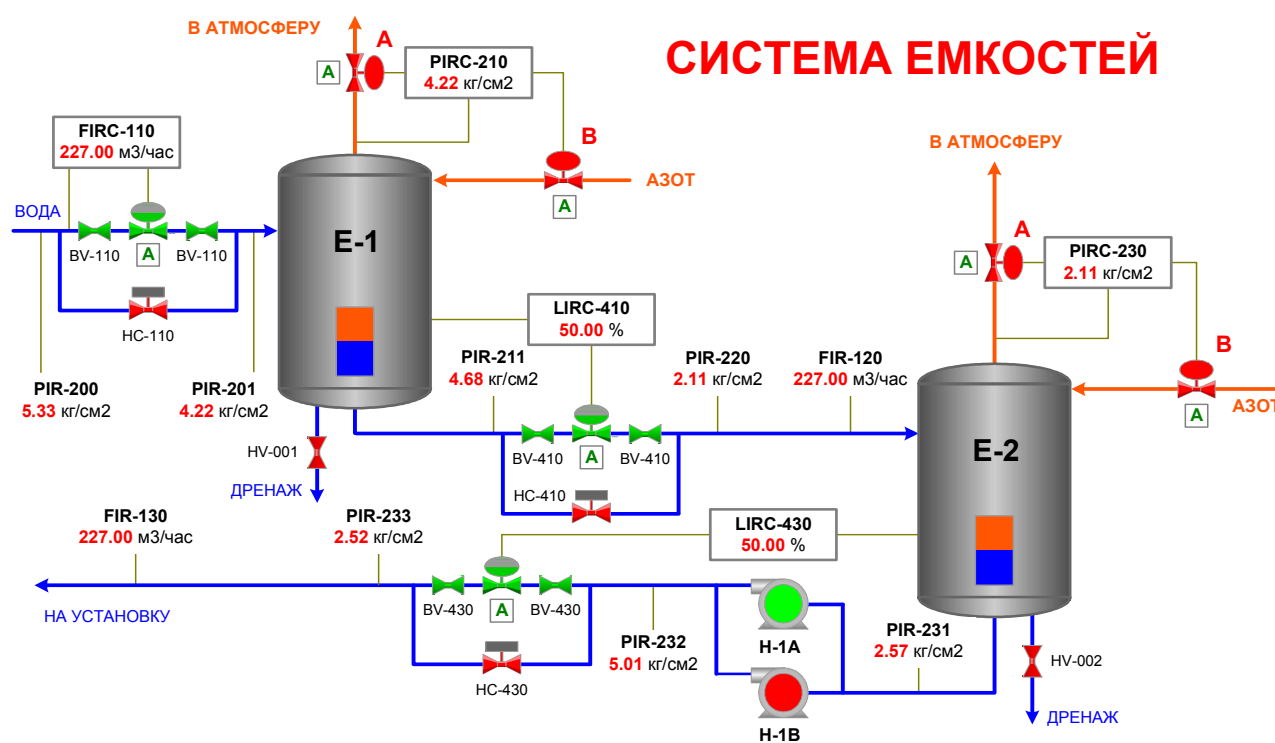 В АТМОСФЕРУ
A
PIRC-210
4.22 кг/см2
A
СИСТЕМА ЕМКОСТЕЙ
FIRC-110
227.00 м3/час
B
АЗОТ
A
В АТМОСФЕРУ
ВОДА
BV-110
A
BV-110
E-1
A
PIRC-230
2.11 кг/см2
A
HC-110
LIRC-410
50.00 %
PIR-200
5.33 кг/см2
PIR-201
4.22 кг/см2
PIR-211
4.68 кг/см2
PIR-220
2.11 кг/см2
FIR-120
227.00 м3/час
B
АЗОТ
A
HV-001
ДРЕНАЖ
BV-410
A
BV-410
HC-410
E-2
FIR-130
227.00 м3/час
PIR-233
2.52 кг/см2
LIRC-430
50.00 %
НА УСТАНОВКУ
BV-430
A
BV-430
HC-430
PIR-232
5.01 кг/см2
H-1A
H-1B
PIR-231
2.57 кг/см2
HV-002
ДРЕНАЖ